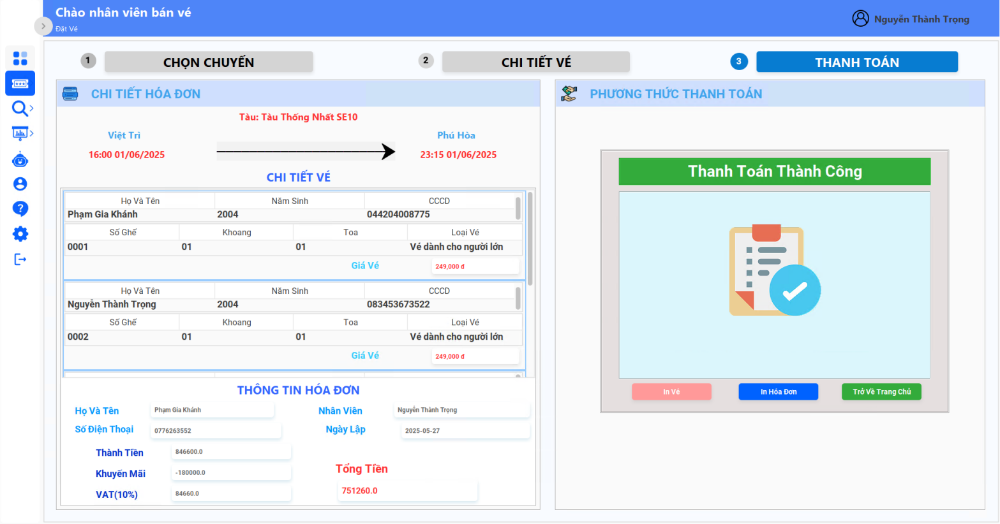 Chào nhân viên bán vé
Đặt Vé
Nguyễn Thành Trọng
1 CHỌN CHUYẾN
2 CHI TIẾT VÉ
3 THANH TOÁN
CHI TIẾT HÓA ĐƠN
Tàu: Tàu Thống Nhất SE10
Việt Trì
Phú Hòa
16:00 01/06/2025
23:15 01/06/2025
CHI TIẾT VÉ
Họ Và Tên Năm Sinh CCCD
Phạm Gia Khánh 2004 044204008775
Số Ghế Khoang Toa Loại Vé
0001 01 01 Vé dành cho người lớn
Giá Vé 249,000 đ
Họ Và Tên Năm Sinh CCCD
Nguyễn Thành Trọng 2004 083453673522
Số Ghế Khoang Toa Loại Vé
0002 01 01 Vé dành cho người lớn
Giá Vé 249,000 đ
THÔNG TIN HÓA ĐƠN
Họ Và Tên Phạm Gia Khánh Nhân Viên Nguyễn Thành Trọng
Số Điện Thoại 0776263552 Ngày Lập 2025-05-27
Thành Tiền 846600.0
Khuyến Mãi -180000.0
VAT(10%) 84660.0
Tổng Tiền
751260.0
PHƯƠNG THỨC THANH TOÁN
Thanh Toán Thành Công
In Vé
In Hóa Đơn
Trở Về Trang Chủ